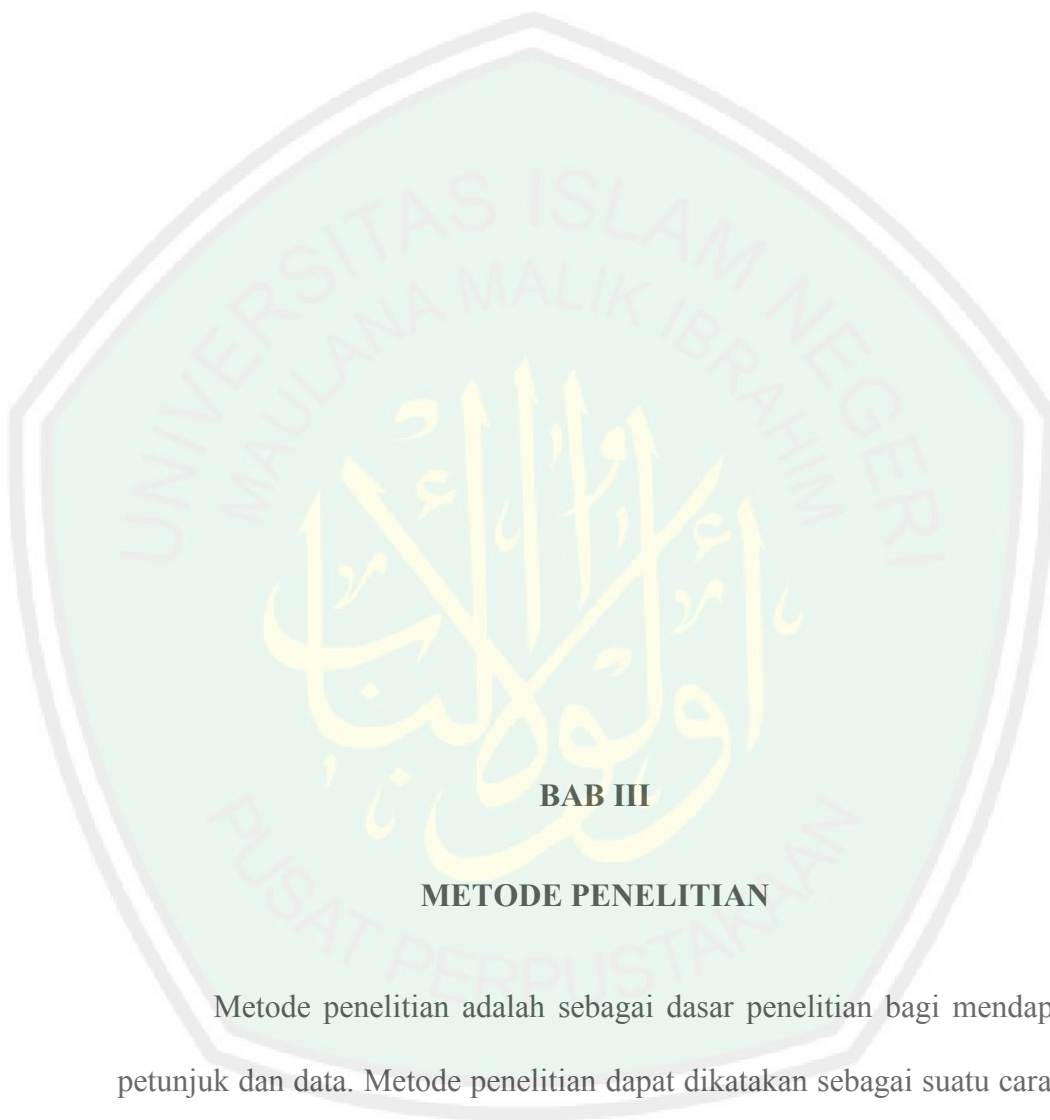 UNIVERSITAS ISLAM NEGERI
MAULANA MALIK IBRAHIM
BAB III
METODE PENELITIAN
PUSAT PERPUSTAKAAN
Metode penelitian adalah sebagai dasar penelitian bagi mendap
petunjuk dan data. Metode penelitian dapat dikatakan sebagai suatu cara